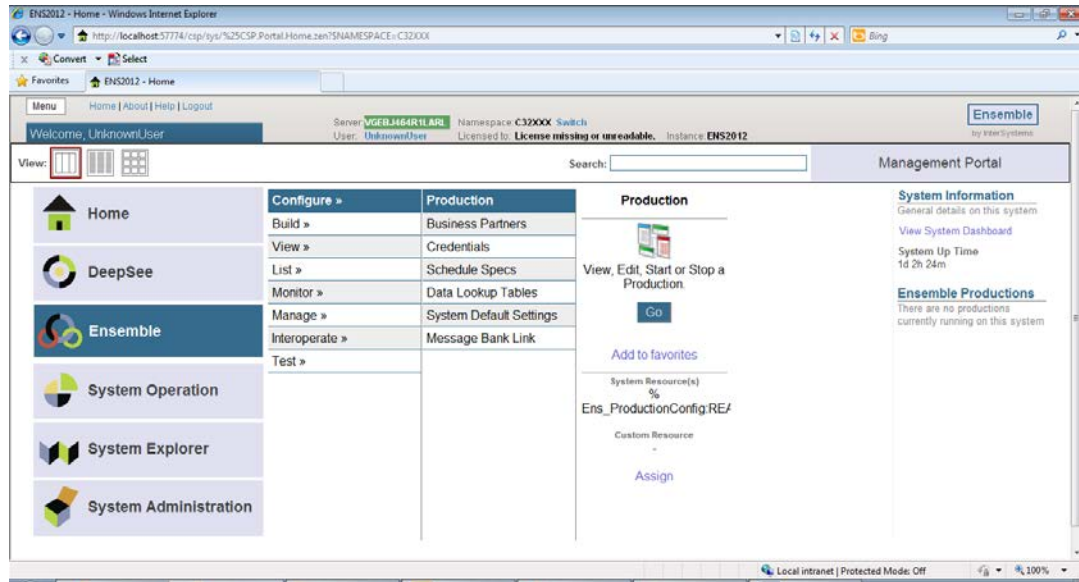 ENS2012 - Home - Windows Internet Explorer
http://localhost:57774/csp/sys/%25CSP.Portal.Home.zen?$NAMESPACE=C32XXX
Bing
x Convert Select
Favorites ENS2012 - Home
Menu Home | About | Help | Logout
Server: VGEBJ464R1LARL Namespace: C32XXX Switch
Ensemble
by InterSystems
Welcome, UnknownUser
User: UnknownUser Licensed to: License missing or unreadable. Instance: ENS2012
View: Search: Management Portal
Home
DeepSee
Ensemble
System Operation
System Explorer
System Administration
Configure »
Build »
View »
List »
Monitor »
Manage »
Interoperate »
Test »
Production
Business Partners
Credentials
Schedule Specs
Data Lookup Tables
System Default Settings
Message Bank Link
Production
View, Edit, Start or Stop a
Production.
Go
Add to favorites
System Resource(s)
%
Ens_ProductionConfig:REA
Custom Resource
-
Assign
System Information
General details on this system
View System Dashboard
System Up Time
1d 2h 24m
Ensemble Productions
There are no productions
currently running on this system
Local intranet | Protected Mode: Off 100%